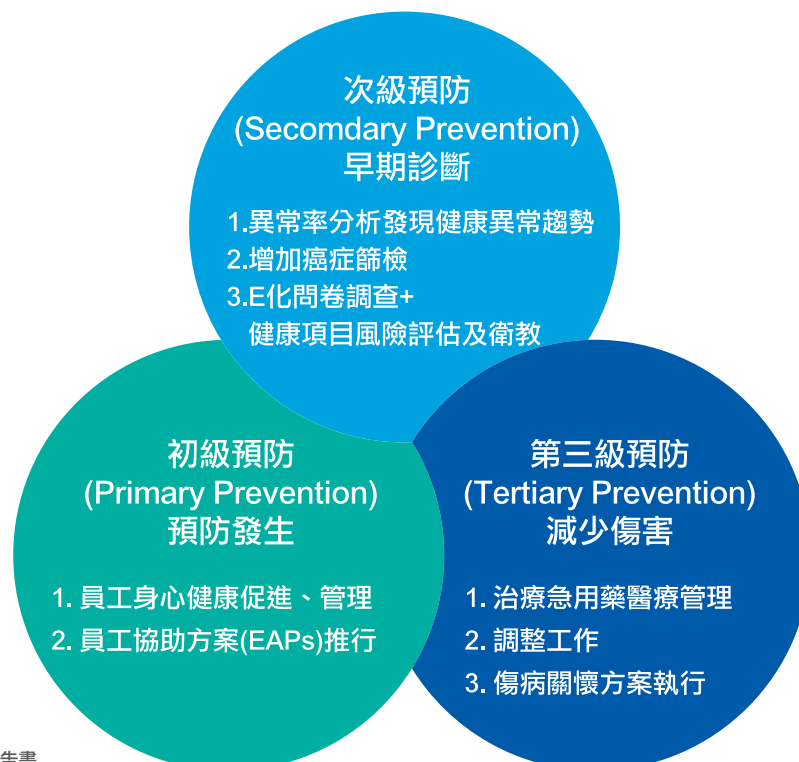 次級預防
(Secomdary Prevention)
早期診斷
1.異常率分析發現健康異常趨勢
2.增加癌症篩檢
3.E化問卷調查+
健康項目風險評估及衛教
初級預防
(Primary Prevention)
預防發生
1. 員工身心健康促進、管理
2. 員工協助方案(EAPs)推行
第三級預防
(Tertiary Prevention)
減少傷害
1. 治療急用藥醫療管理
2. 調整工作
3. 傷病關懷方案執行